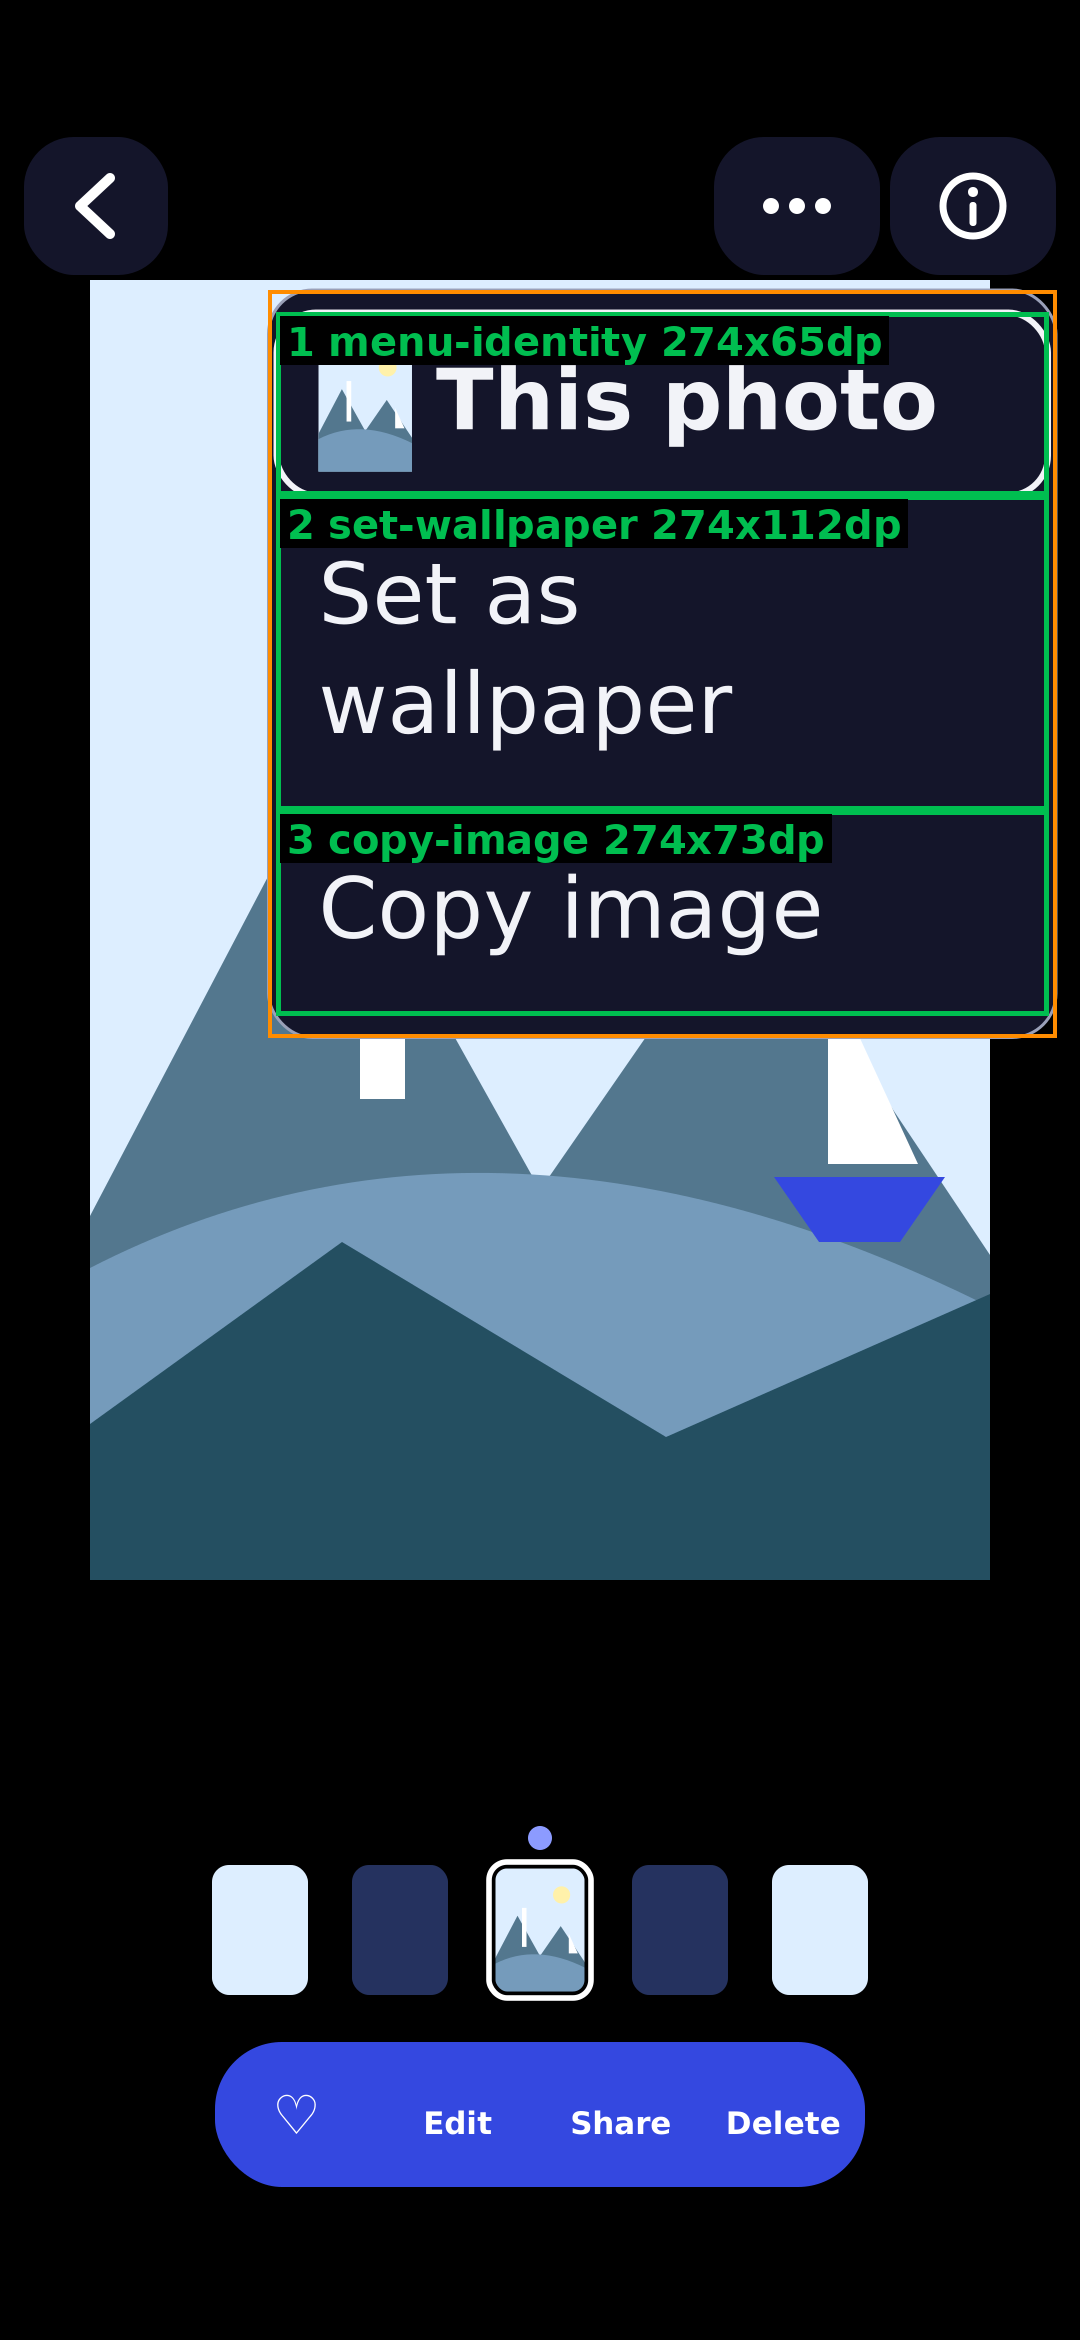 1 menu-identity 274x65dp
This photo
2 set-wallpaper 274x112dp
Set as
wallpaper
3 copy-image 274x73dp
Copy image
♡ Edit Share Delete